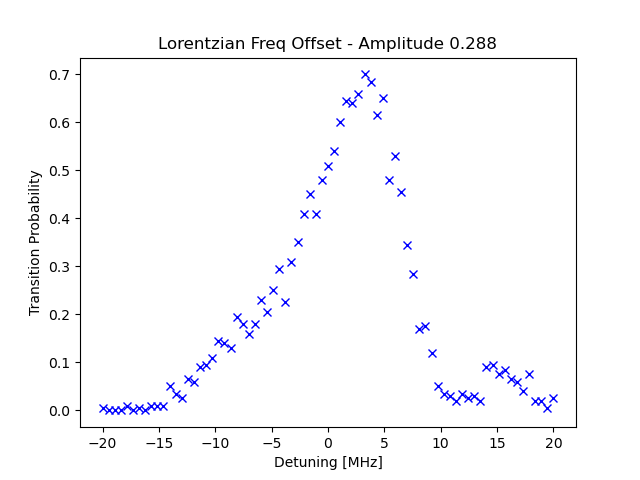 Lorentzian Freq Offset - Amplitude 0.288
0.7
0.6
0.5
0.4
0.3
0.2
0.1
0.0
Transition Probability
−20 −15 −10 −5 0 5 10 15 20
Detuning [MHz]